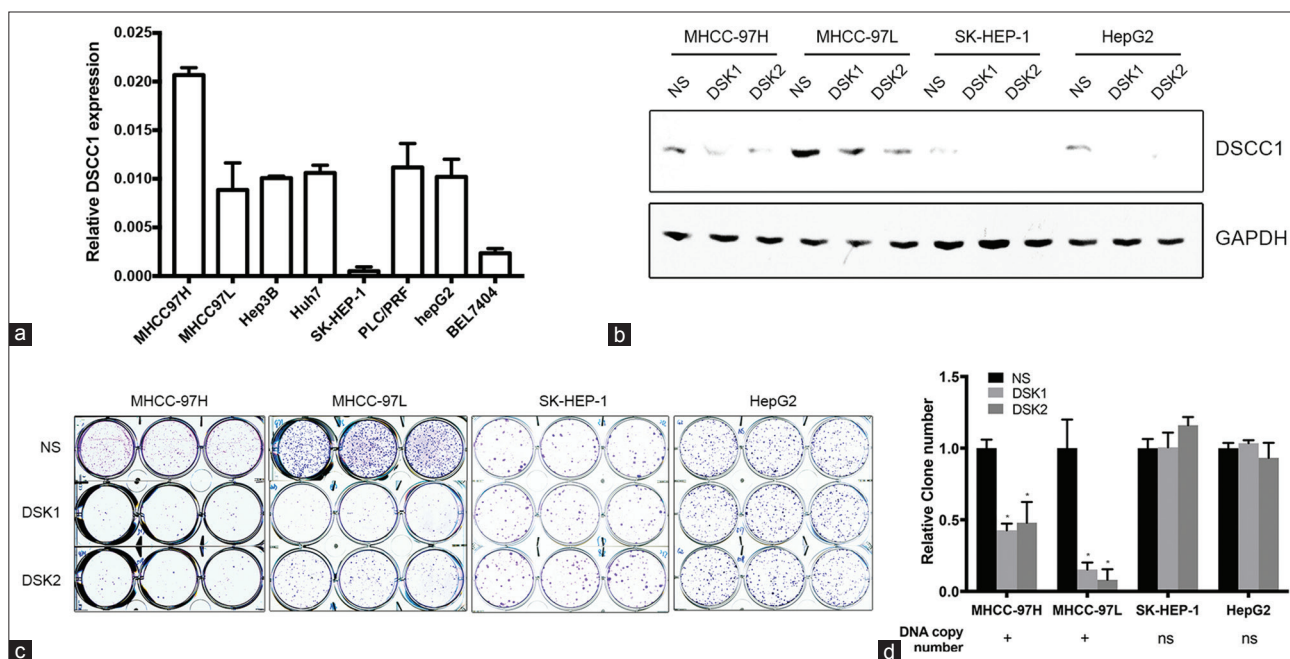 Relative DSCC1 expression
0.025
0.020
0.015
0.010
0.005
0.000
MHCC97H
MHCC97L
Hep3B
Huh7
SK-HEP-1
PLC/PRF
hepG2
BEL7404
a
MHCC-97H MHCC-97L SK-HEP-1 HepG2
NS DSK1 DSK2 NS DSK1 DSK2 NS DSK1 DSK2 NS DSK1 DSK2
DSCC1
GAPDH
b
MHCC-97H MHCC-97L SK-HEP-1 HepG2
NS
DSK1
DSK2
c
Relative Clone number
1.5
1.0
0.5
0.0
NS
DSK1
DSK2
* * * *
MHCC-97H MHCC-97L SK-HEP-1 HepG2
DNA copy
number
+ + ns ns
d